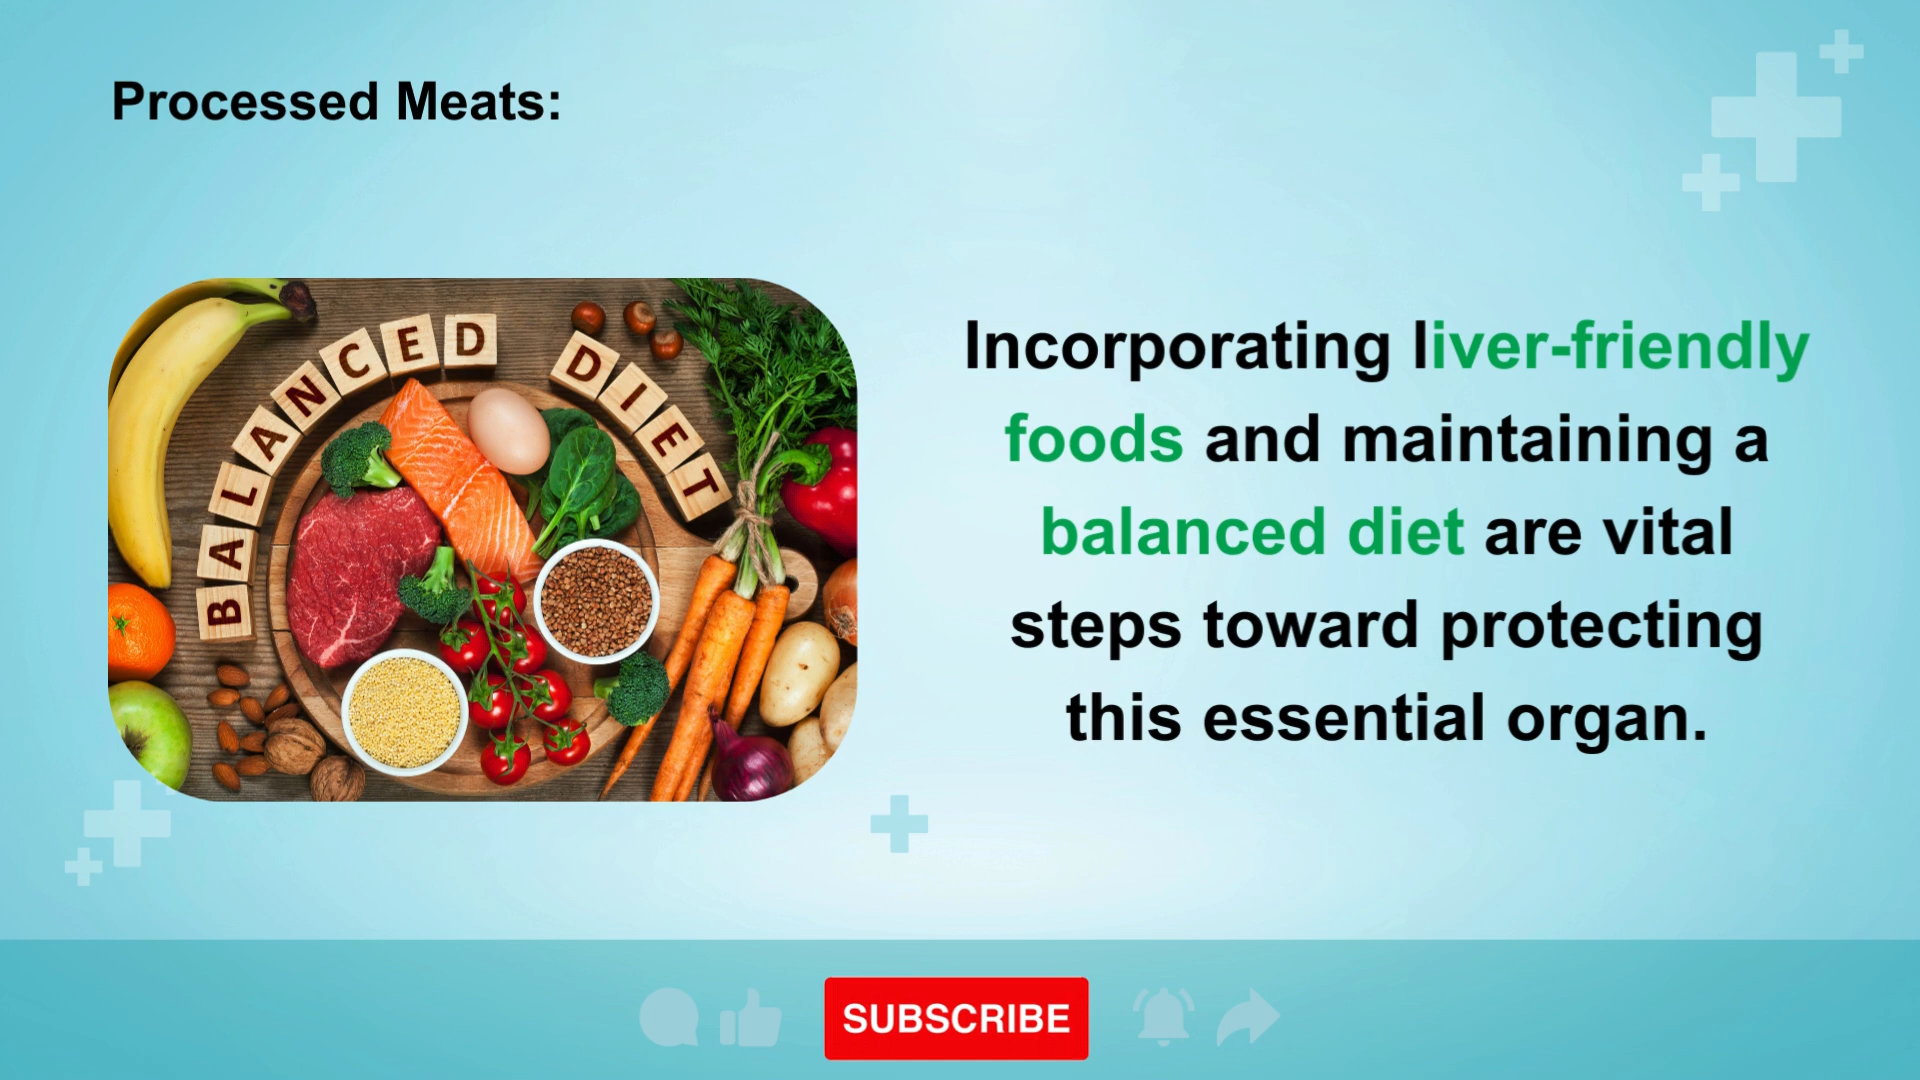 Processed Meats:
BALANCED DIET
Incorporating liver-friendly
foods and maintaining a
balanced diet are vital
steps toward protecting
this essential organ.
SUBSCRIBE